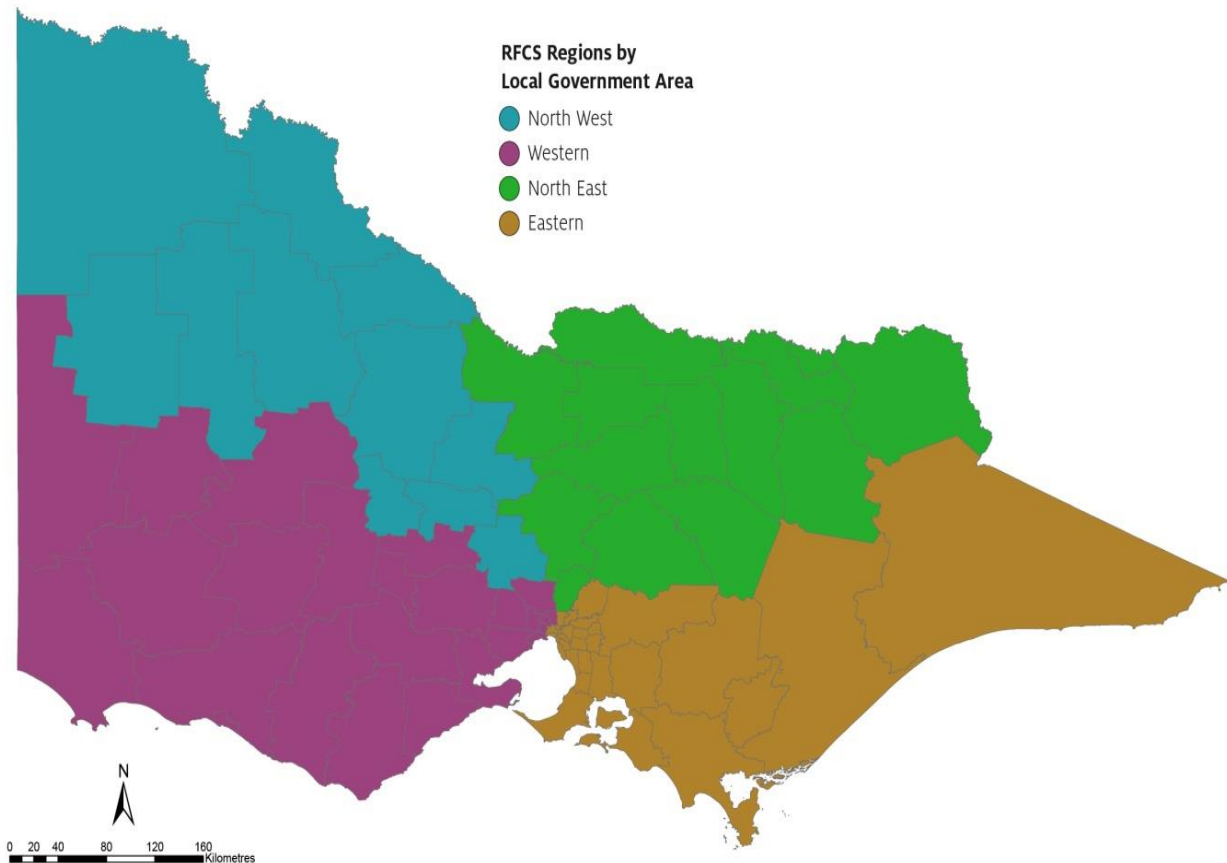 RFCS Regions by
Local Government Area
North West
Western
North East
Eastern
N
0 20 40 80 120 160
Kilometres